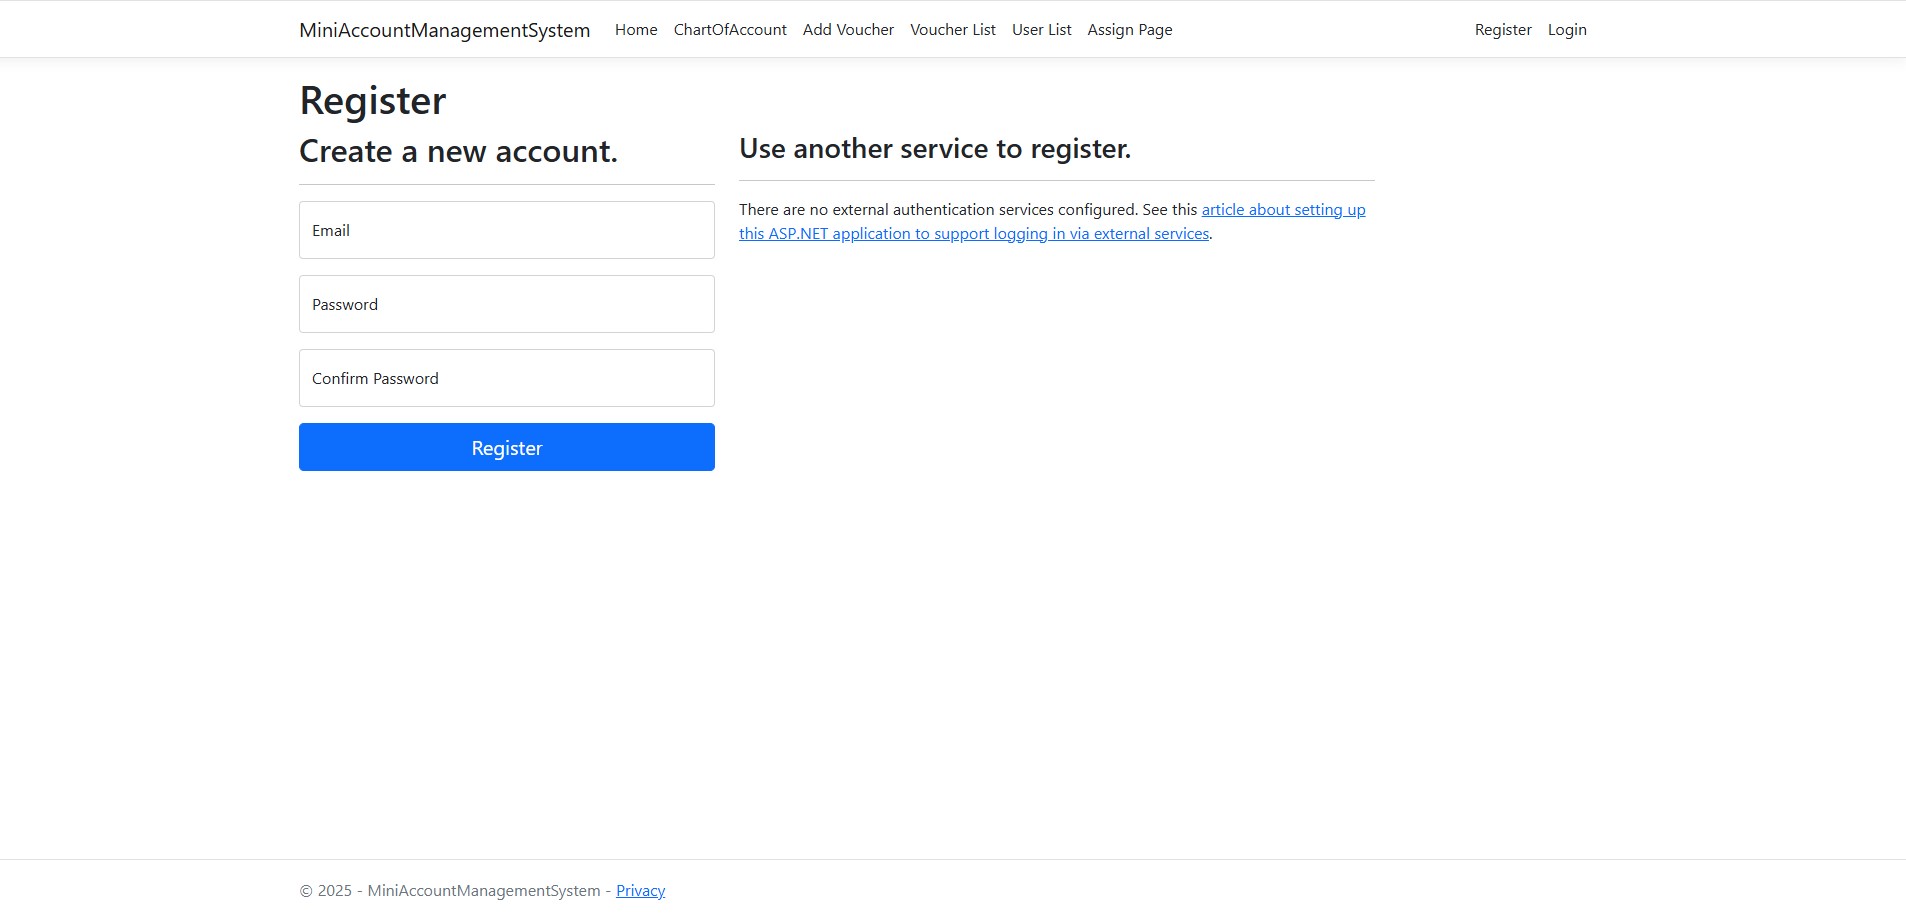 MiniAccountManagementSystem Home ChartOfAccount Add Voucher Voucher List User List Assign Page Register Login
Register
Create a new account.
Email
Password
Confirm Password
Register
Use another service to register.
There are no external authentication services configured. See this article about setting up
this ASP.NET application to support logging in via external services.
© 2025 - MiniAccountManagementSystem - Privacy